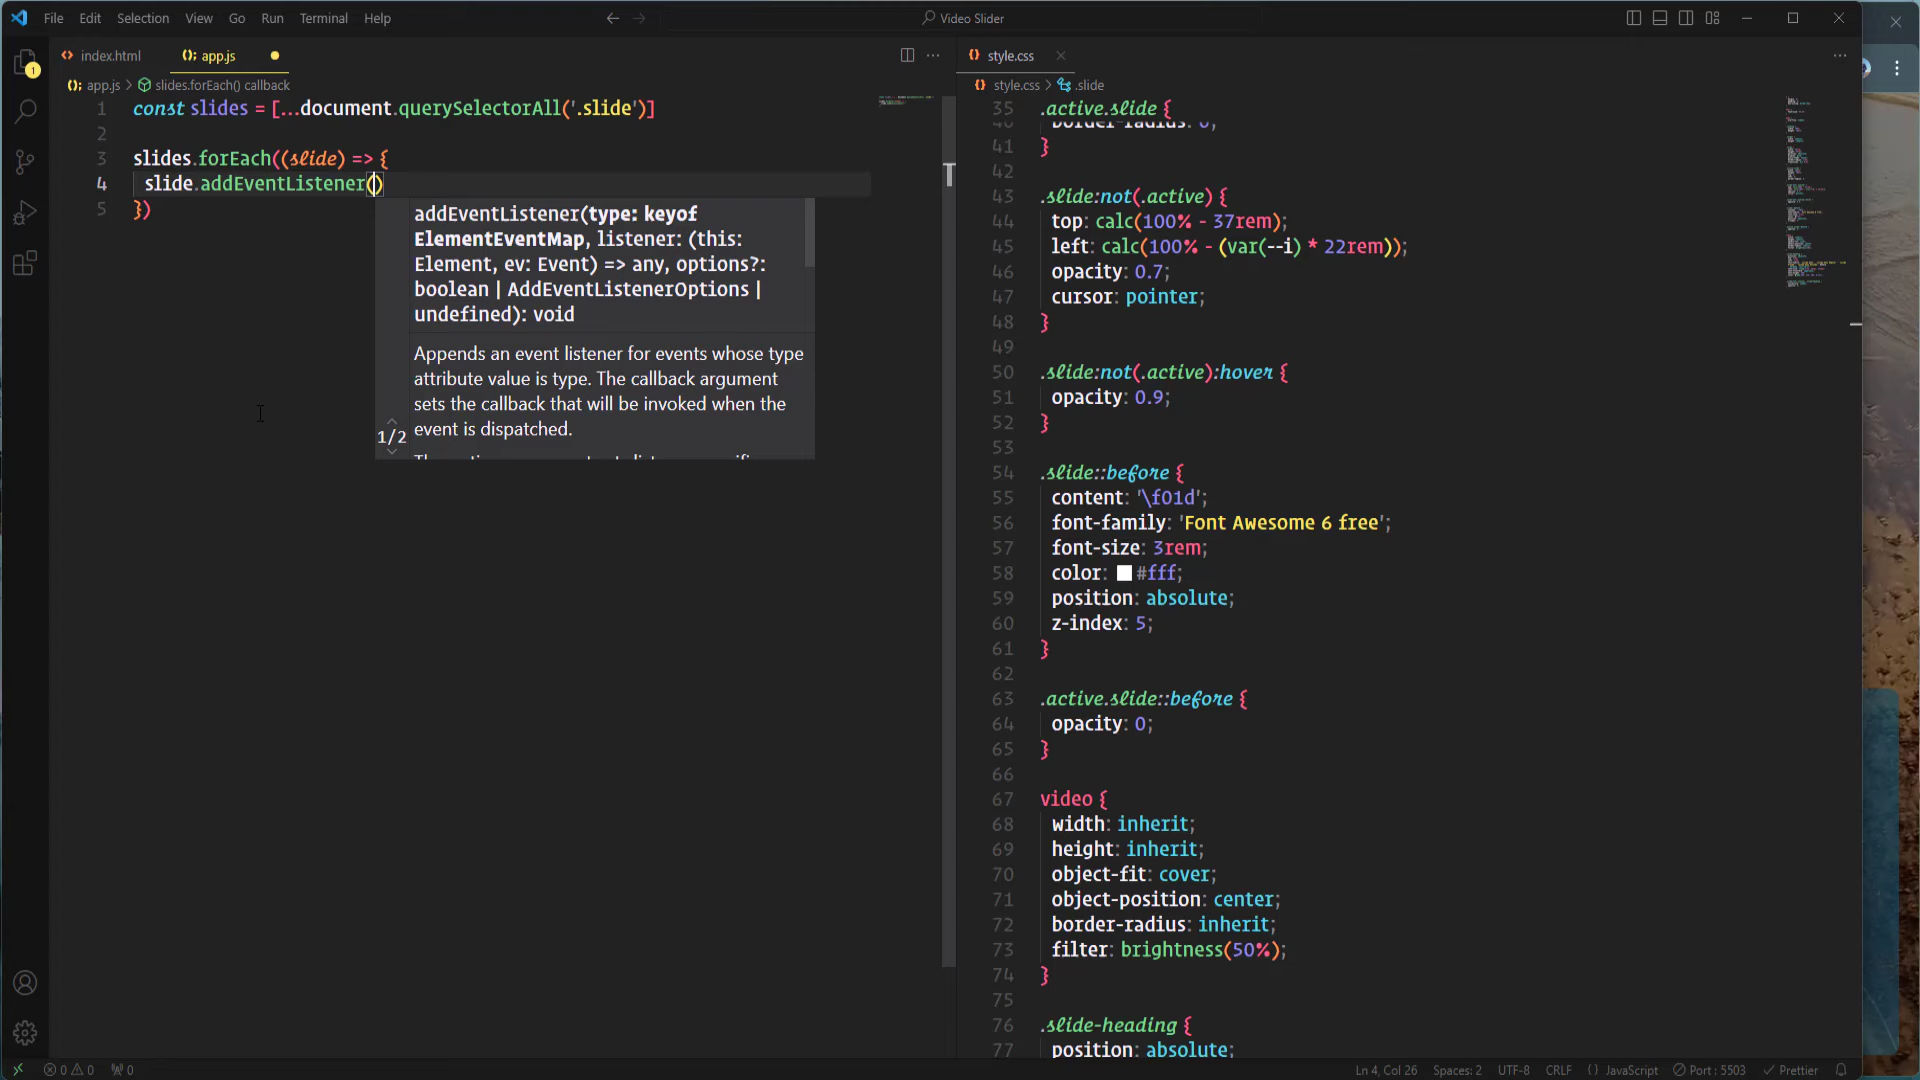 File Edit Selection View Go Run Terminal Help
Video Slider
index.html
app.js
app.js > slides.forEach() callback
1 const slides = [...document.querySelectorAll('.slide')]
2
3 slides.forEach((slide) => {
4 slide.addEventListener()
5 })
addEventListener(type: keyof
ElementEventMap, listener: (this:
Element, ev: Event) => any, options?:
boolean | AddEventListenerOptions |
undefined): void
Appends an event listener for events whose type
attribute value is type. The callback argument
sets the callback that will be invoked when the
event is dispatched.
1/2
style.css
style.css > .slide
35 .active.slide {
border-radius: 0;
41 }
42
43 .slide:not(.active) {
44 top: calc(100% - 37rem);
45 left: calc(100% - (var(--i) * 22rem));
46 opacity: 0.7;
47 cursor: pointer;
48 }
49
50 .slide:not(.active):hover {
51 opacity: 0.9;
52 }
53
54 .slide::before {
55 content: '\f01d';
56 font-family: 'Font Awesome 6 free';
57 font-size: 3rem;
58 color: #fff;
59 position: absolute;
60 z-index: 5;
61 }
62
63 .active.slide::before {
64 opacity: 0;
65 }
66
67 video {
68 width: inherit;
69 height: inherit;
70 object-fit: cover;
71 object-position: center;
72 border-radius: inherit;
73 filter: brightness(50%);
74 }
75
76 .slide-heading {
77 position: absolute;
1
0 0 0
Ln 4, Col 26 Spaces: 2 UTF-8 CRLF {} JavaScript Port : 5503 Prettier